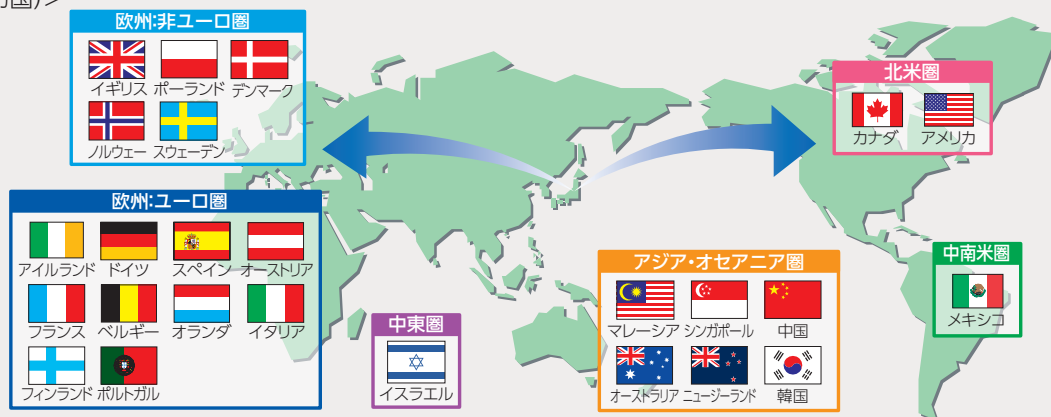 国)>
欧州:非ユーロ圏
イギリス ポーランド デンマーク
ノルウェー スウェーデン
北米圏
カナダ アメリカ
欧州:ユーロ圏
アイルランド ドイツ スペイン オーストリア
フランス ベルギー オランダ イタリア
フィンランド ポルトガル
中東圏
イスラエル
アジア・オセアニア圏
マレーシア シンガポール 中国
オーストラリア ニュージーランド 韓国
中南米圏
メキシコ